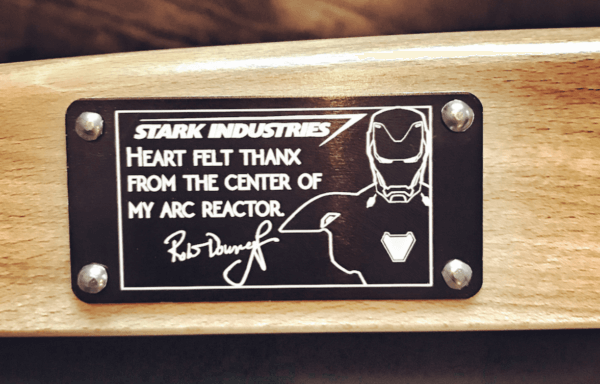 STARK INDUSTRIES
HEART FELT THANX
FROM THE CENTER OF
MY ARC REACTOR.
Rob Downey Jr